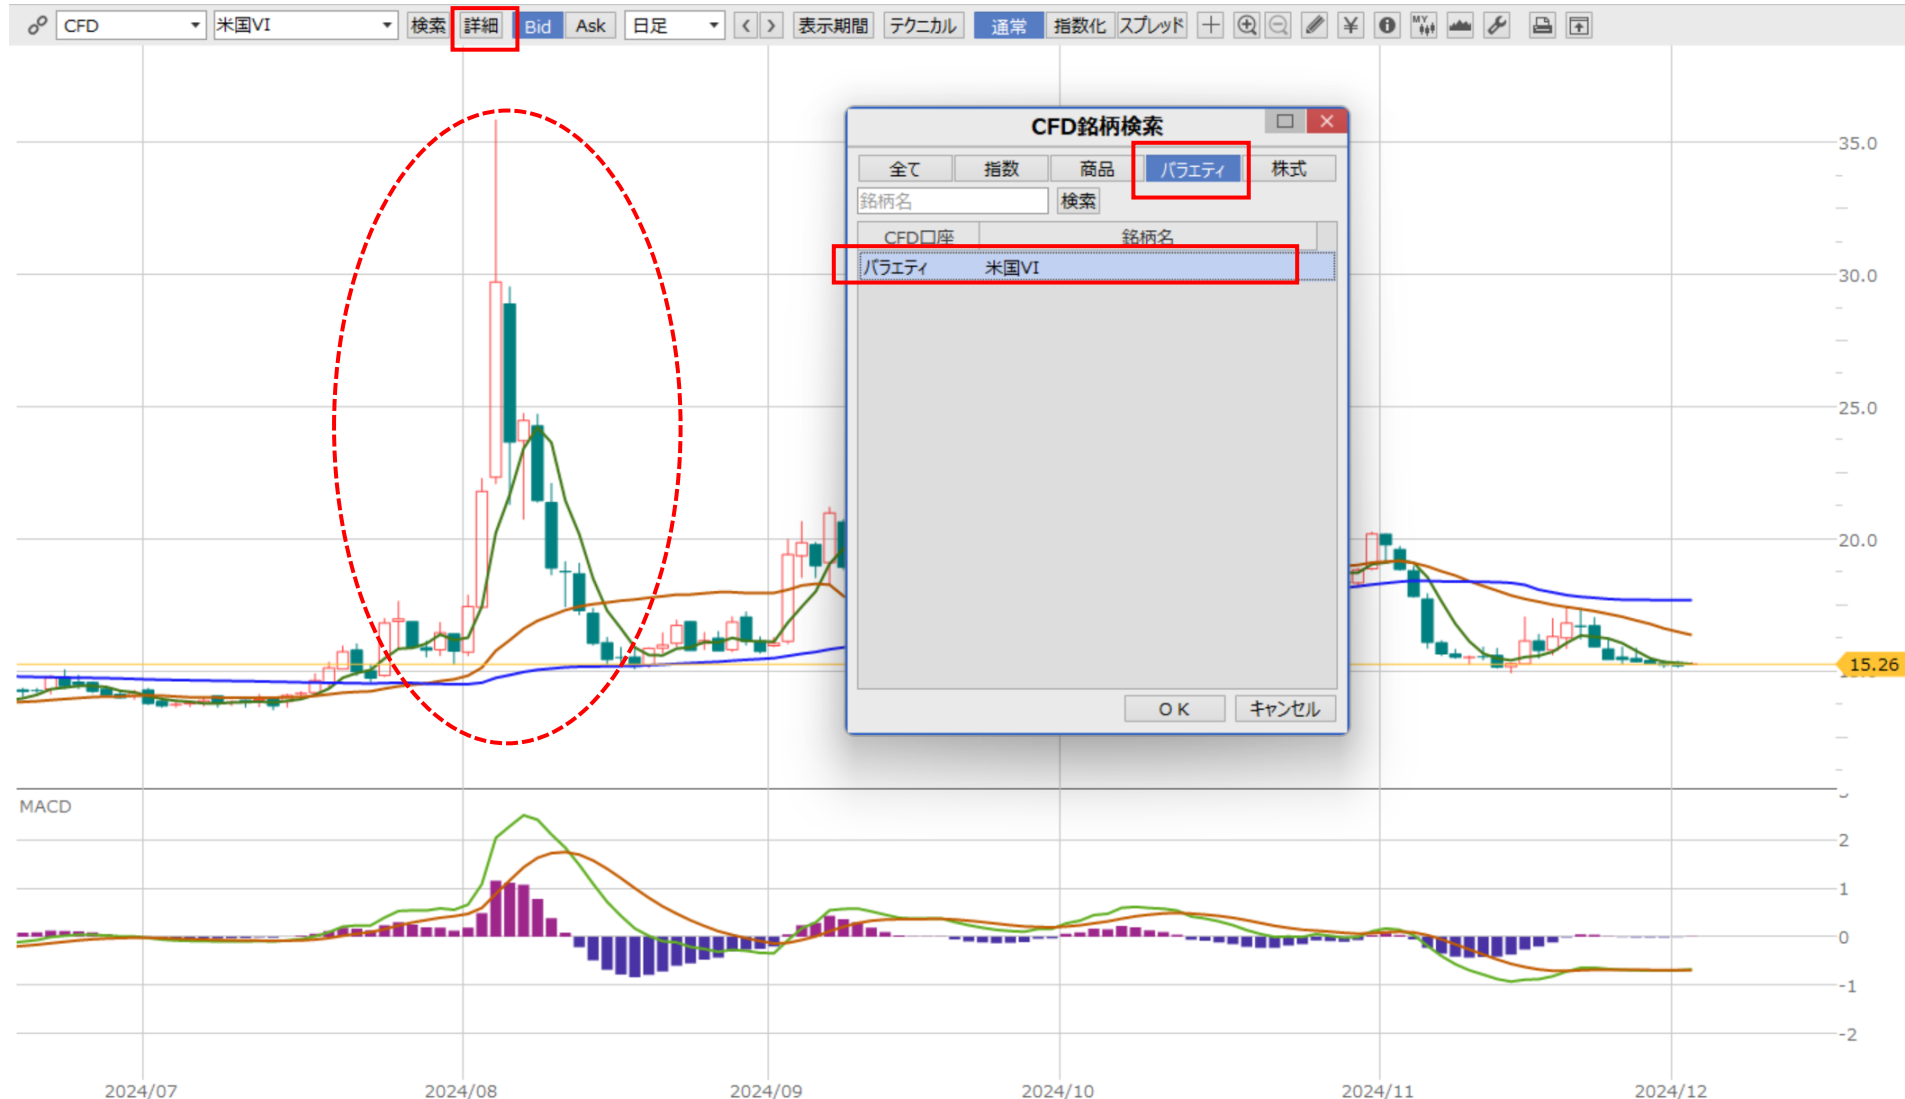 CFD 米国VI 検索 詳細 Bid Ask 日足 表示期間 テクニカル 通常 指数化 スプレッド ¥ MY
CFD銘柄検索
全て 指数 商品 バラエティ 株式
銘柄名 検索
CFD口座 銘柄名
バラエティ 米国VI
OK キャンセル
35.0
30.0
25.0
20.0
15.26
MACD
2
1
0
-1
-2
2024/07 2024/08 2024/09 2024/10 2024/11 2024/12